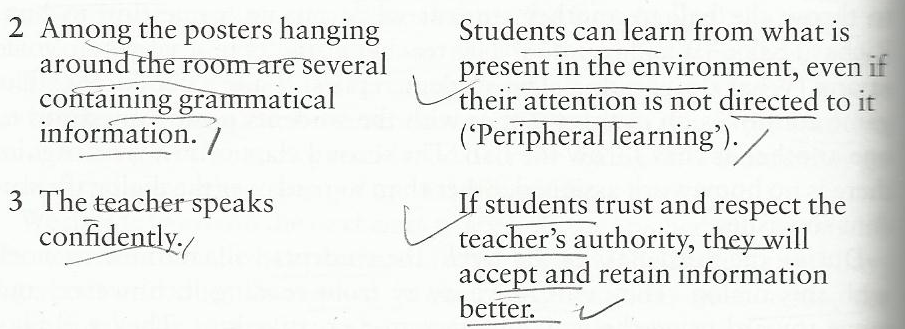 2 Among the posters hanging
around the room are several
containing grammatical
information.
Students can learn from what is
present in the environment, even if
their attention is not directed to it
(‘Peripheral learning’).
3 The teacher speaks
confidently.
If students trust and respect the
teacher’s authority, they will
accept and retain information
better.